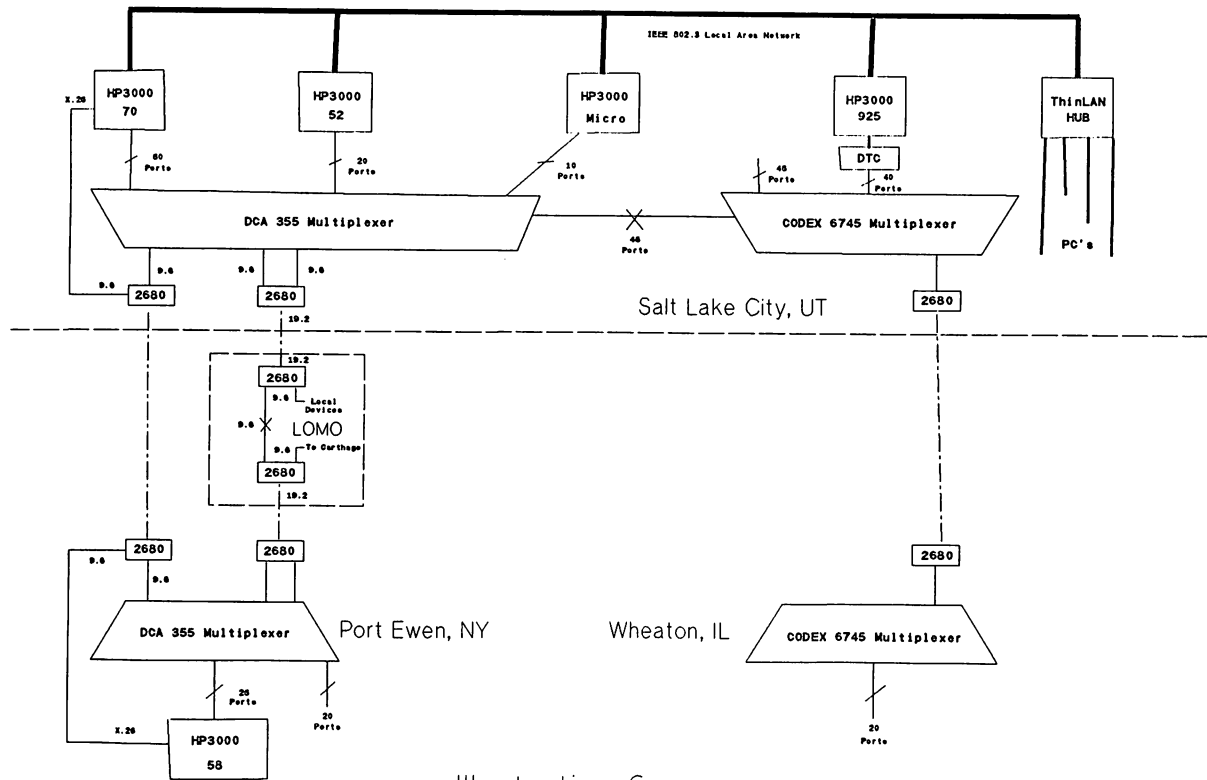 IEEE 802.3 Local Area Network
HP3000
70
HP3000
52
HP3000
Micro
HP3000
925
ThinLAN
HUB
X.25
DTC
60
Ports
20
Ports
10
Ports
45
Ports
40
Ports
DCA 355 Multiplexer
CODEX 6745 Multiplexer
45
Ports
PC's
9.6
9.6
9.6
9.6
2680
2680
2680
Salt Lake City, UT
19.2
19.2
2680
9.6
Local
Devices
9.6
LOMO
9.6
To Carthage
2680
19.2
2680
2680
2680
9.6
9.6
DCA 355 Multiplexer
Port Ewen, NY
Wheaton, IL
CODEX 6745 Multiplexer
Ports
20
Ports
20
Ports
X.25
HP3000
58